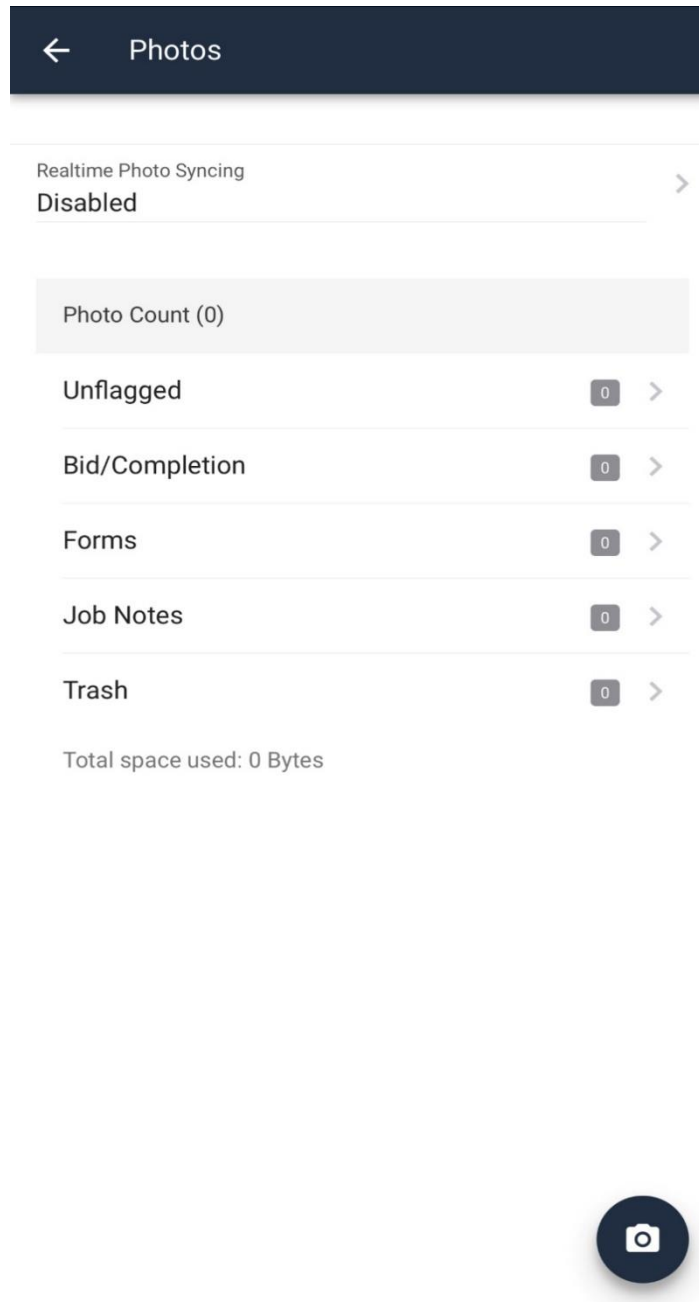 Photos
Realtime Photo Syncing
Disabled
Photo Count (0)
Unflagged 0
Bid/Completion 0
Forms 0
Job Notes 0
Trash 0
Total space used: 0 Bytes